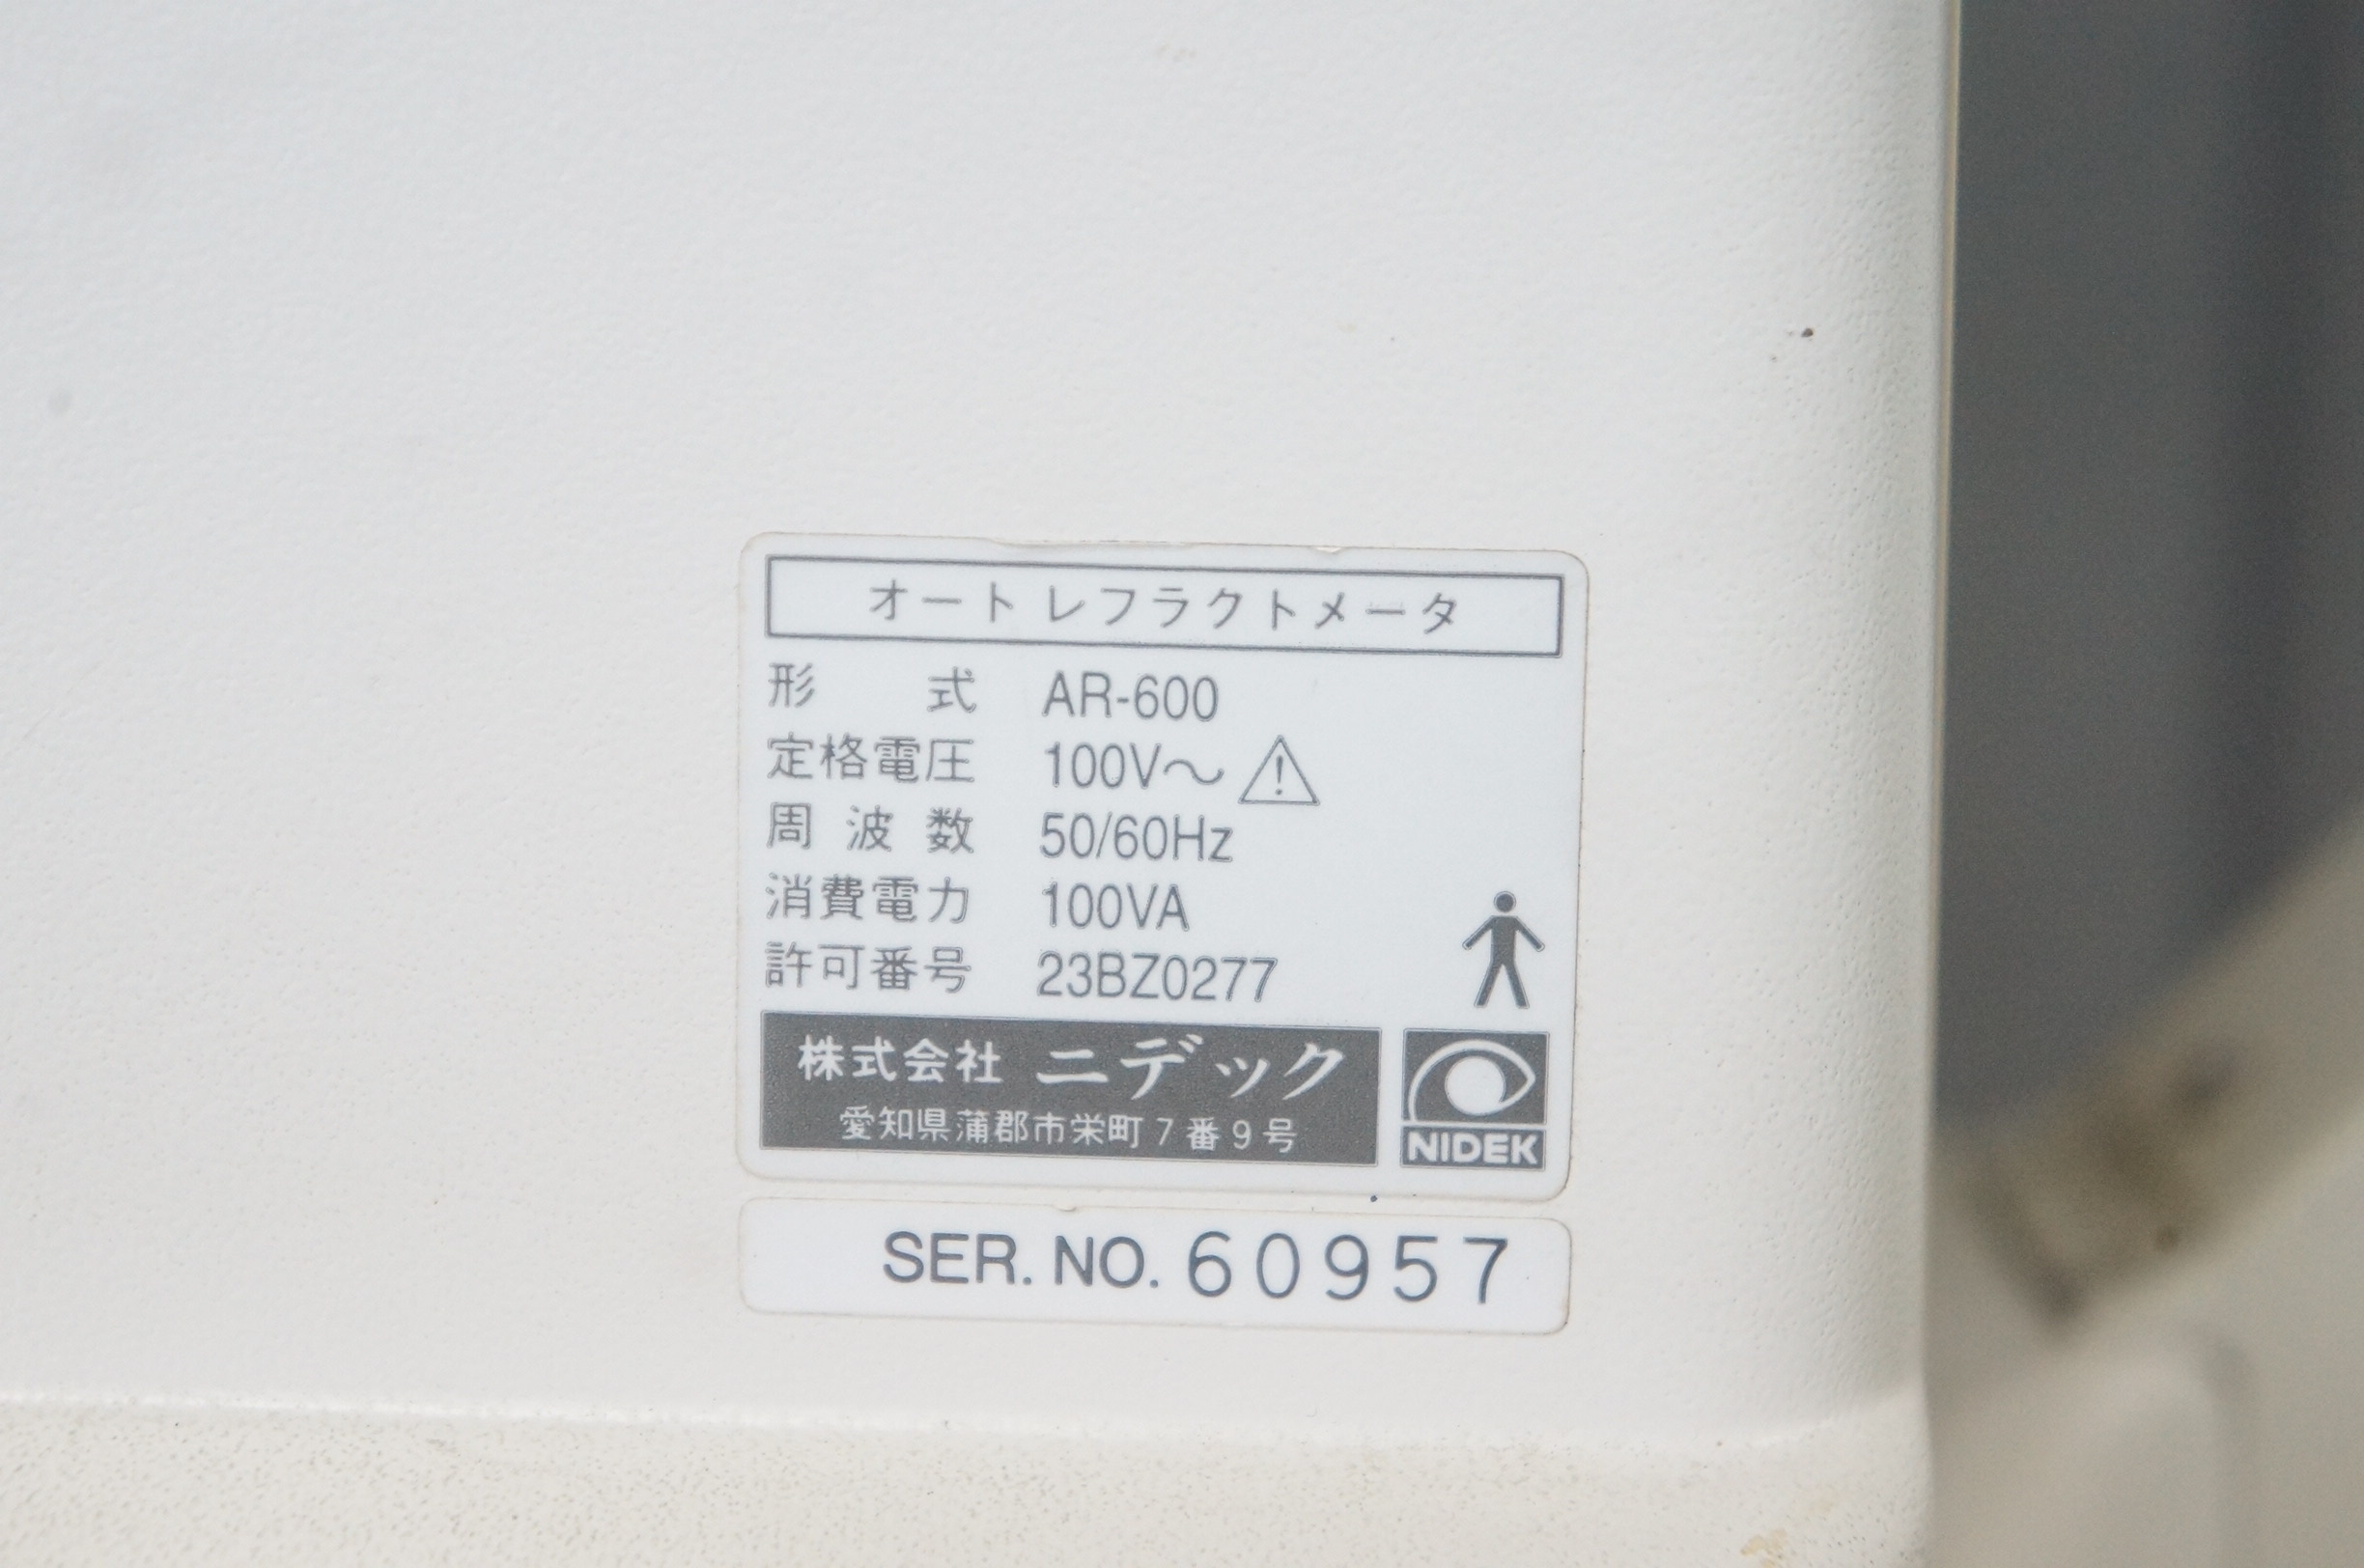 オートレフラクトメータ
形式 AR-600
定格電圧 100V～
周波数 50/60Hz
消費電力 100VA
許可番号 23BZ0277
株式会社 ニデック
愛知県蒲郡市栄町7番9号
NIDEK
SER. NO. 60957